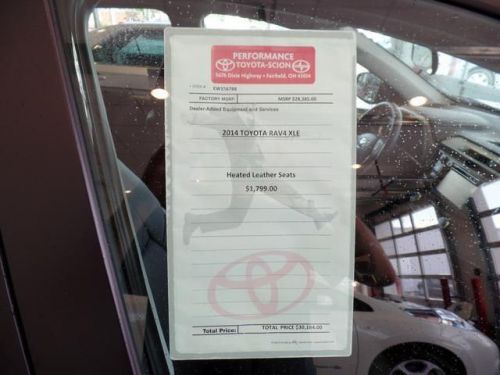 PERFORMANCE
TOYOTA-SCION
5676 Dixie Highway • Fairfield, OH 45014
FACTORY MSRP: MSRP $28,385.00
Dealer-Added Equipment and Services
2014 TOYOTA RAV4 XLE
Heated Leather Seats
$1,799.00
Total Price: TOTAL PRICE $30,184.00